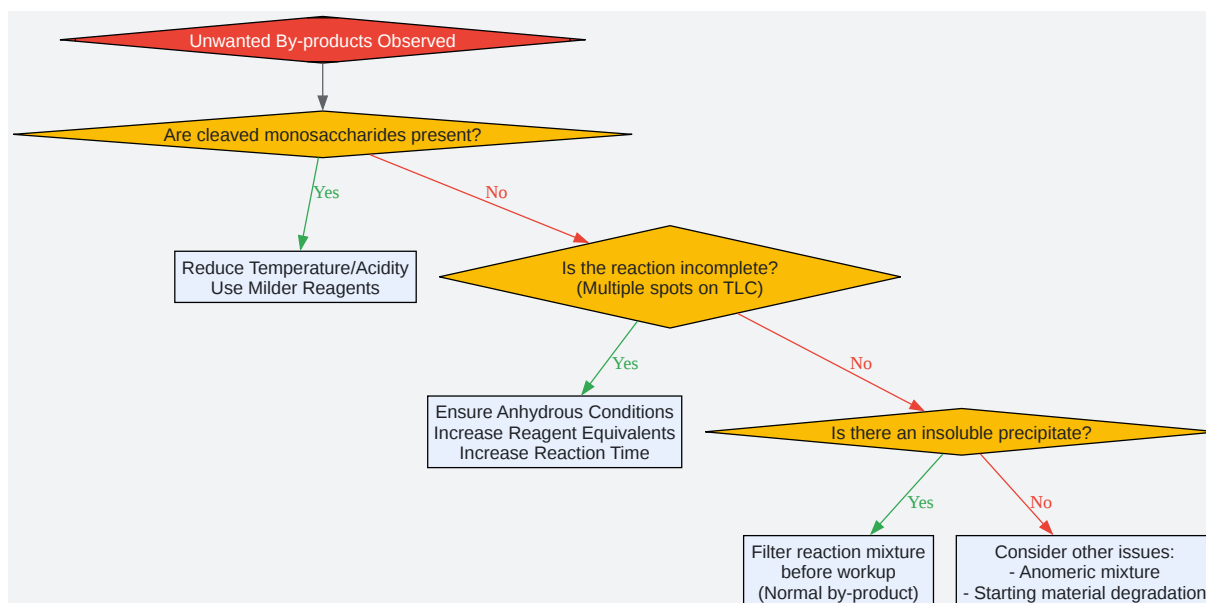 Unwanted By-products Observed
Are cleaved monosaccharides present?
Yes
No
Reduce Temperature/Acidity
Use Milder Reagents
Is the reaction incomplete?
(Multiple spots on TLC)
Yes
No
Ensure Anhydrous Conditions
Increase Reagent Equivalents
Increase Reaction Time
Is there an insoluble precipitate?
Yes
No
Filter reaction mixture
before workup
(Normal by-product)
Consider other issues:
- Anomeric mixture
- Starting material degradation